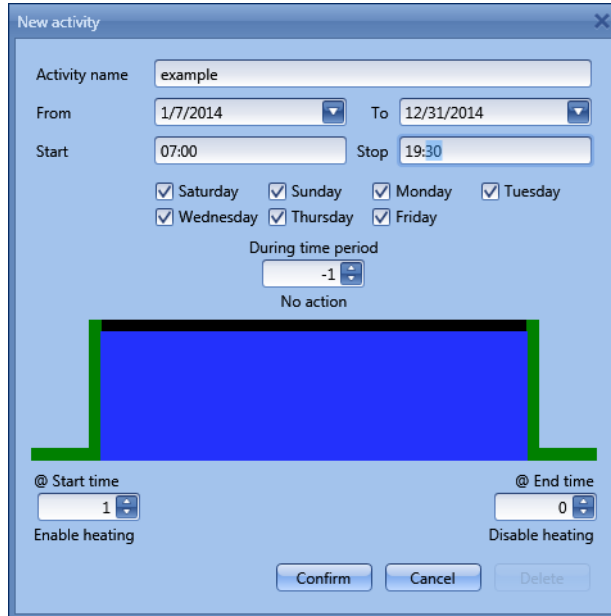 New activity
Activity name example
From 1/7/2014 To 12/31/2014
Start 07:00 Stop 19:30
Saturday Sunday Monday Tuesday
Wednesday Thursday Friday
During time period
-1
No action
@ Start time @ End time
1 0
Enable heating Disable heating
Confirm Cancel Delete